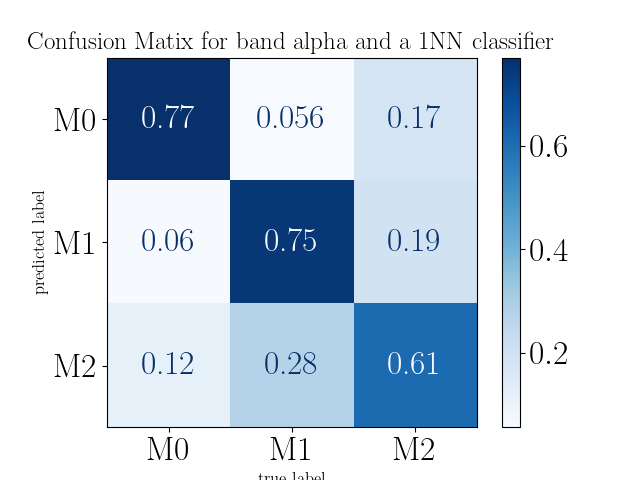 Confusion Matix for band alpha and a 1NN classifier
M0 0.77 0.056 0.17
M1 0.06 0.75 0.19
M2 0.12 0.28 0.61
M0 M1 M2
predicted label
true label
0.6
0.4
0.2